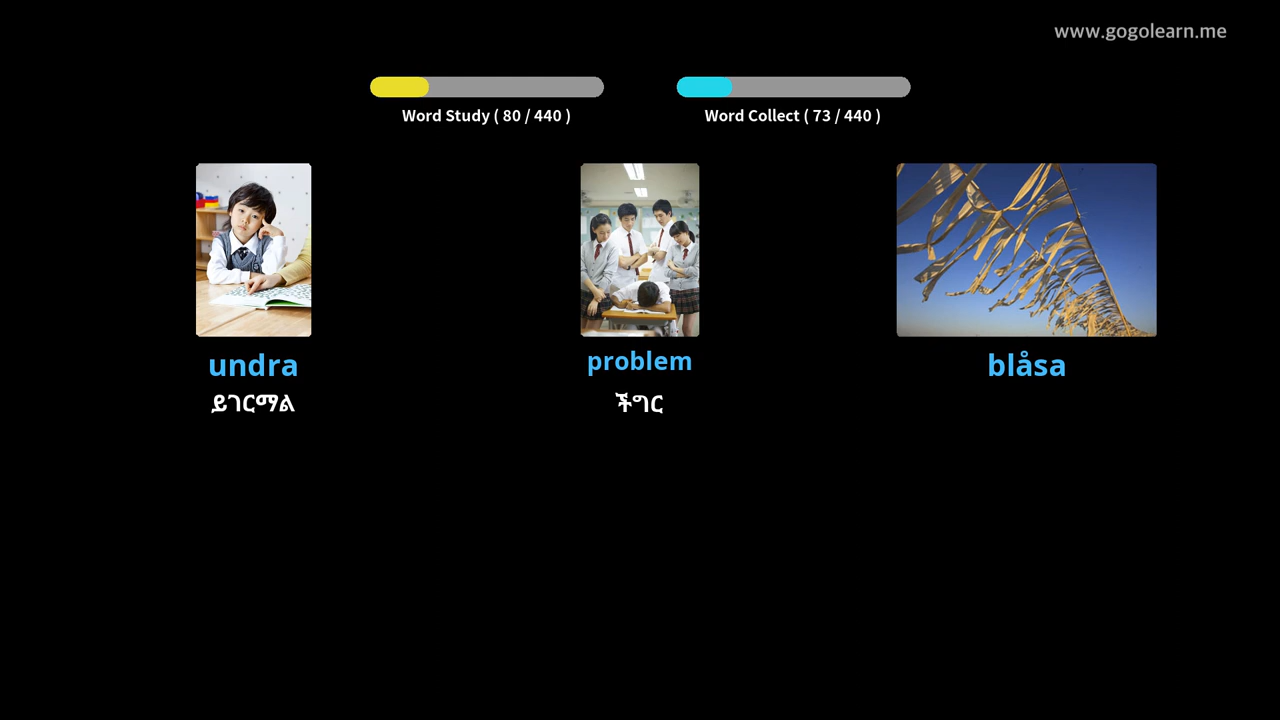 www.gogolearn.me
Word Study ( 80 / 440 )
Word Collect ( 73 / 440 )
undra
problem
blåsa
ይገርማል
ችግር